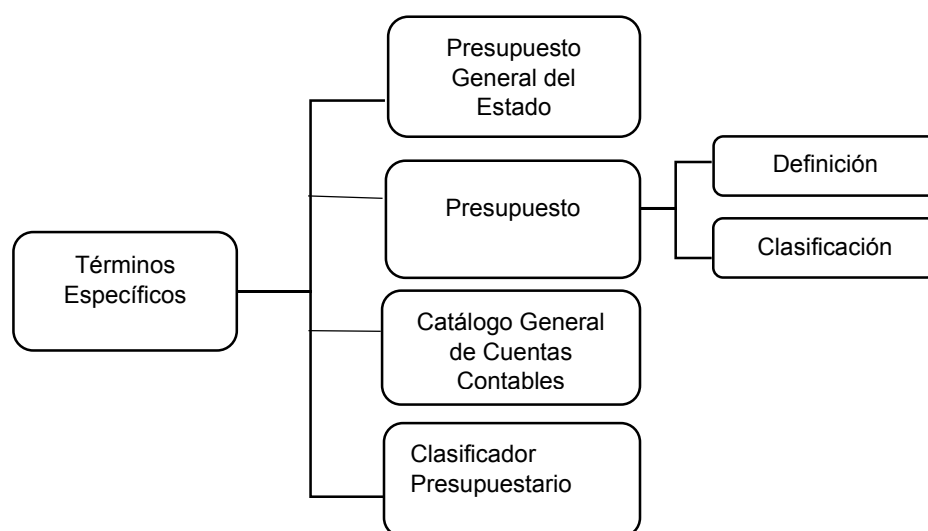 Presupuesto
General del
Estado
Definición
Presupuesto
Clasificación
Términos
Específicos
Catálogo General
de Cuentas
Contables
Clasificador
Presupuestario